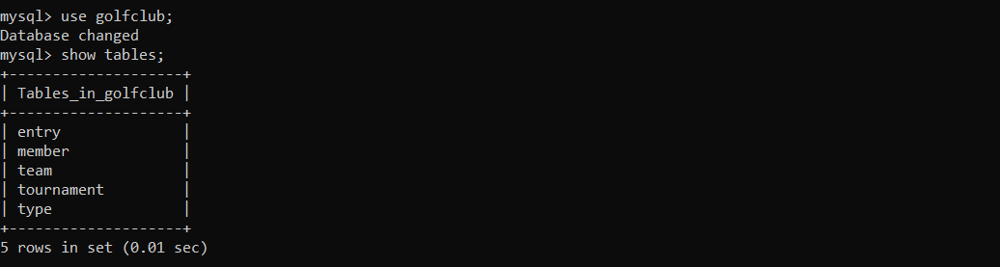 mysql> use golfclub;
Database changed
mysql> show tables;
+--------------------+
| Tables_in_golfclub |
+--------------------+
| entry              |
| member             |
| team               |
| tournament         |
| type               |
+--------------------+
5 rows in set (0.01 sec)